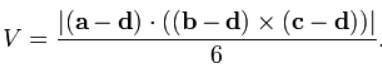 V = |(a − d) · ((b − d) × (c − d))| / 6.